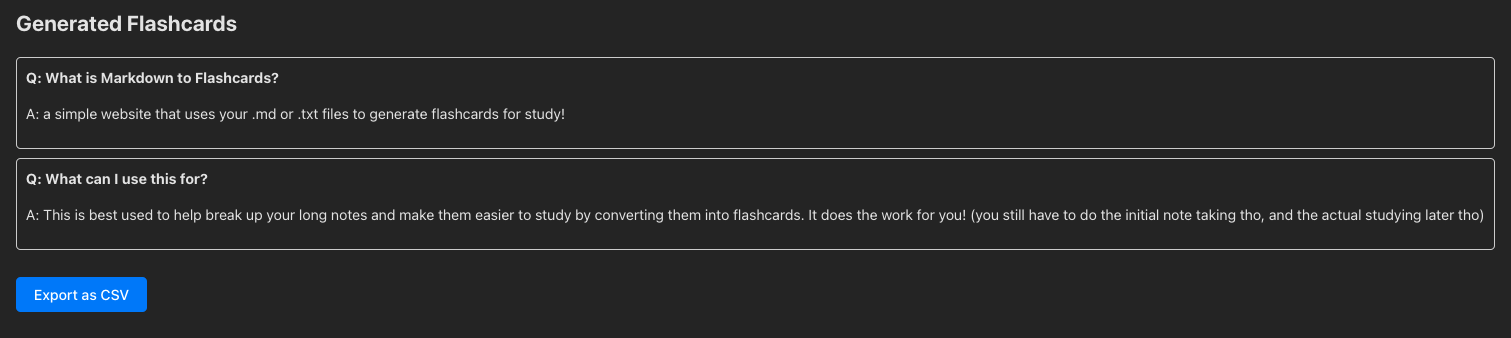 Generated Flashcards
Q: What is Markdown to Flashcards?
A: a simple website that uses your .md or .txt files to generate flashcards for study!
Q: What can I use this for?
A: This is best used to help break up your long notes and make them easier to study by converting them into flashcards. It does the work for you! (you still have to do the initial note taking tho, and the actual studying later tho)
Export as CSV